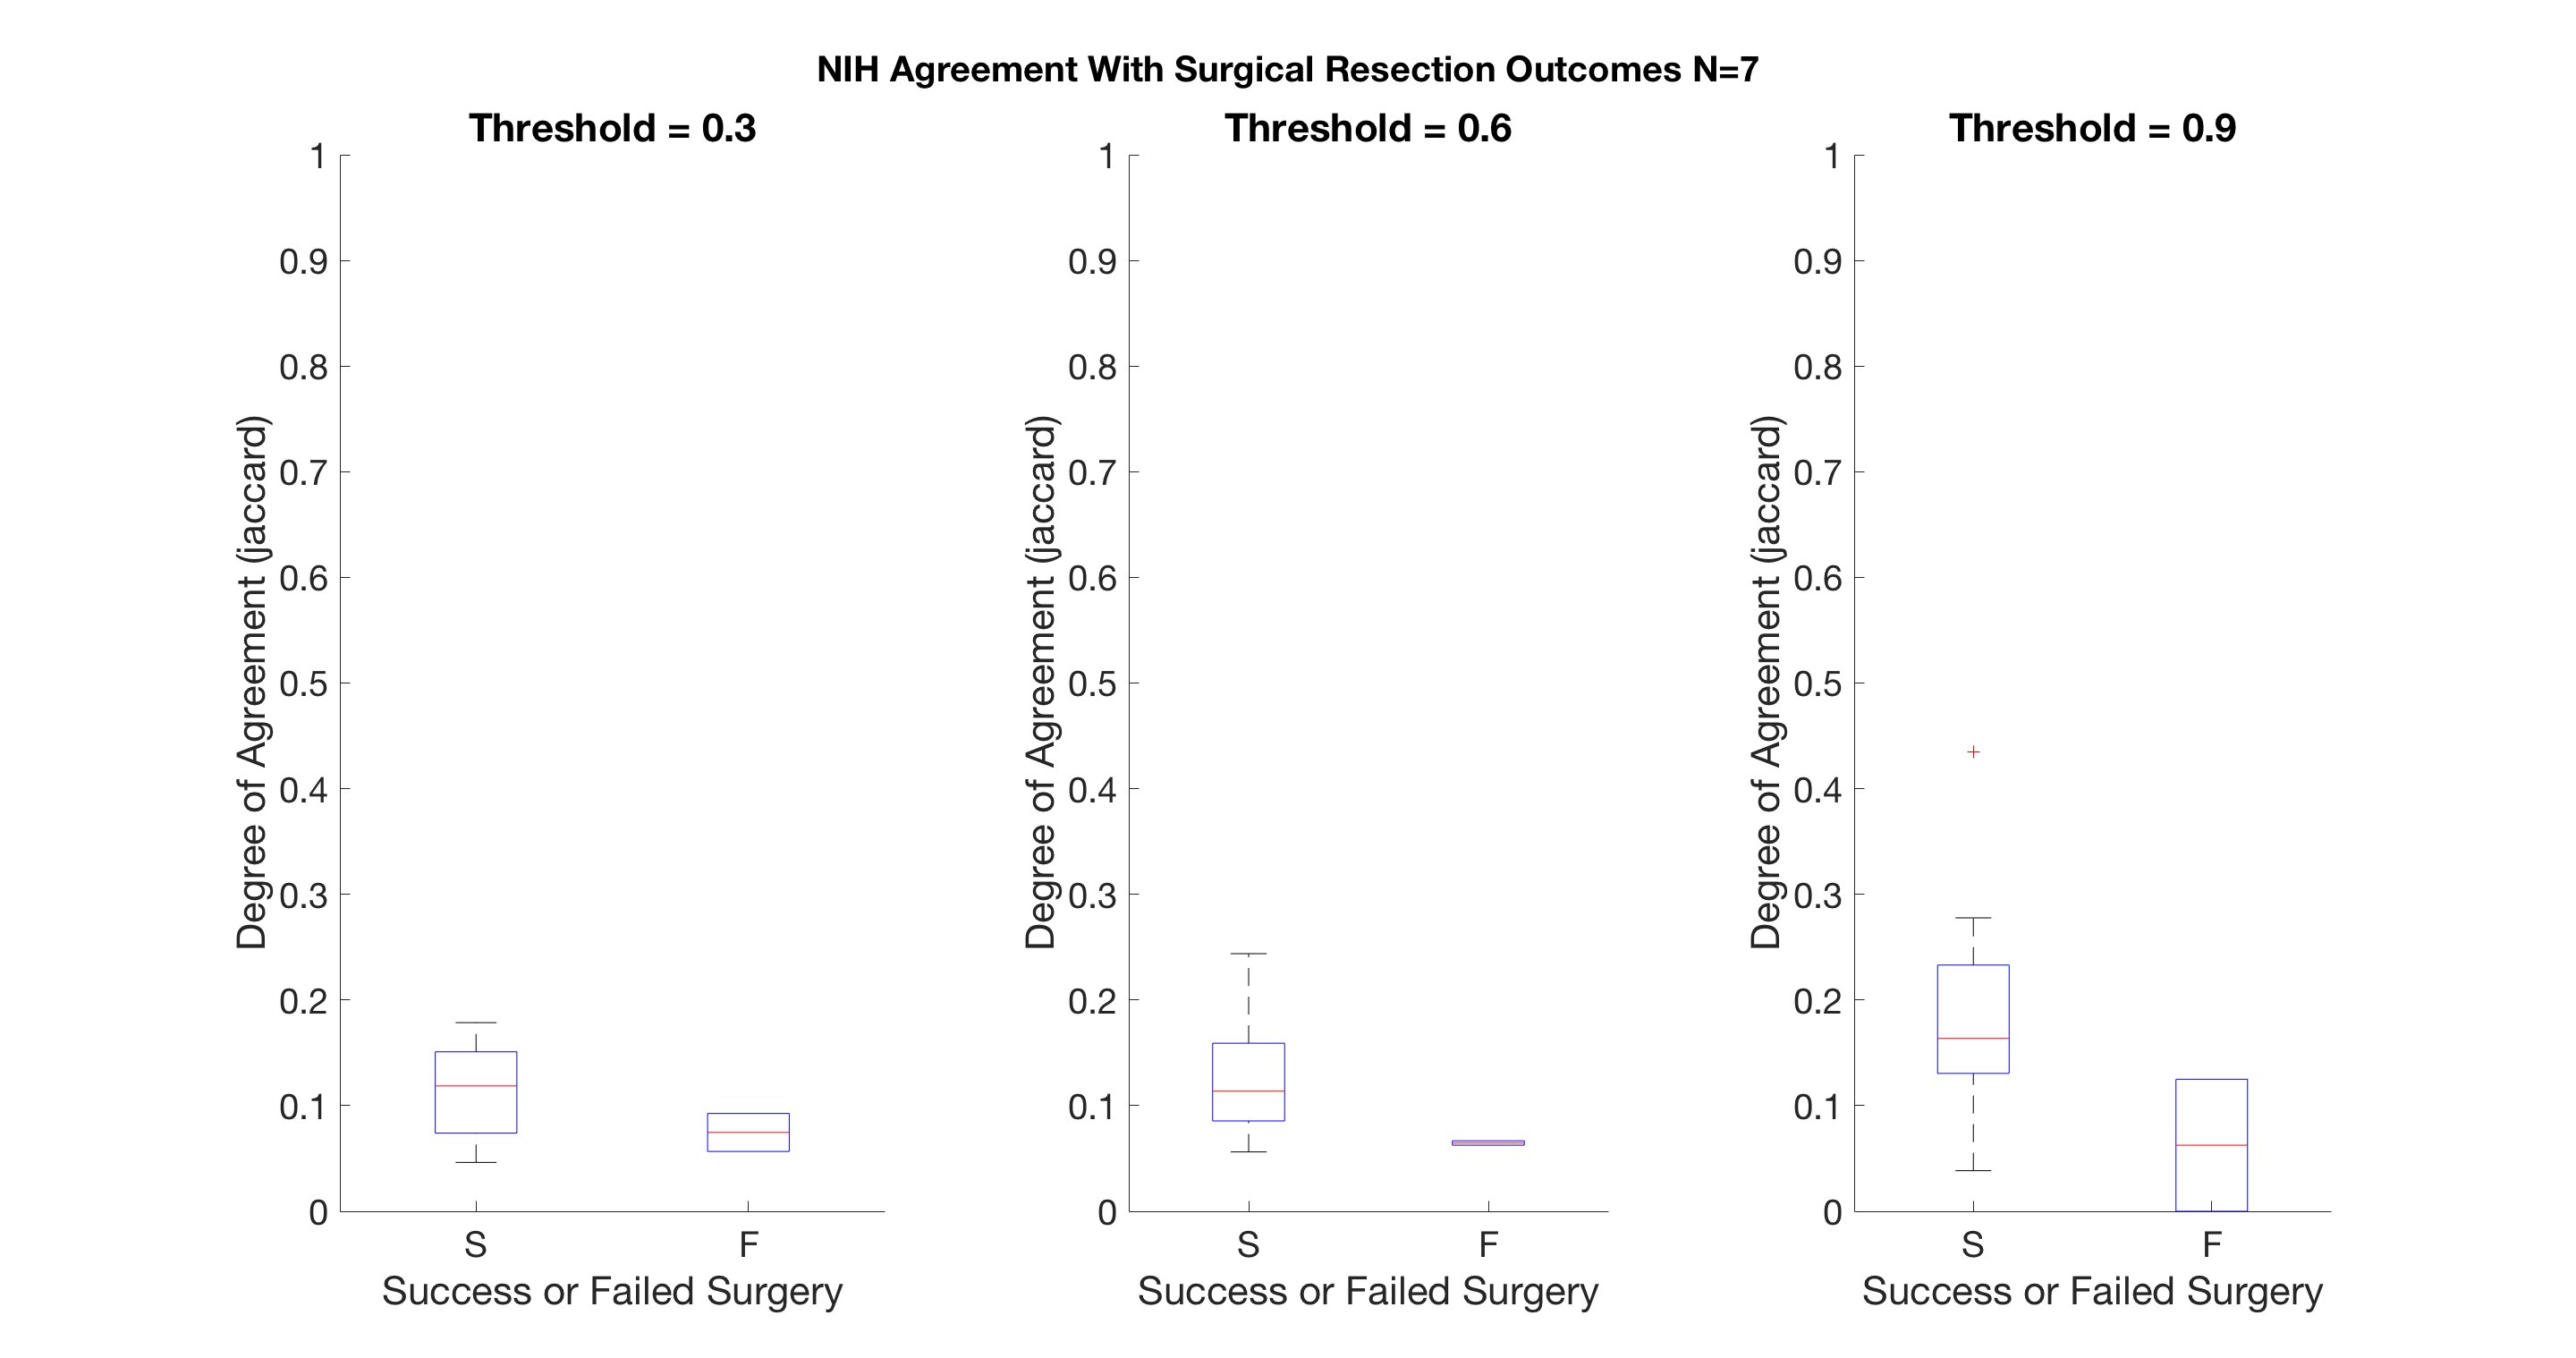 NIH Agreement With Surgical Resection Outcomes N=7
Threshold = 0.3
1
0.9
0.8
0.7
0.6
0.5
0.4
0.3
0.2
0.1
0
Degree of Agreement (jaccard)
S
F
Success or Failed Surgery
Threshold = 0.6
1
0.9
0.8
0.7
0.6
0.5
0.4
0.3
0.2
0.1
0
Degree of Agreement (jaccard)
S
F
Success or Failed Surgery
Threshold = 0.9
1
0.9
0.8
0.7
0.6
0.5
0.4
0.3
0.2
0.1
0
Degree of Agreement (jaccard)
S
F
Success or Failed Surgery